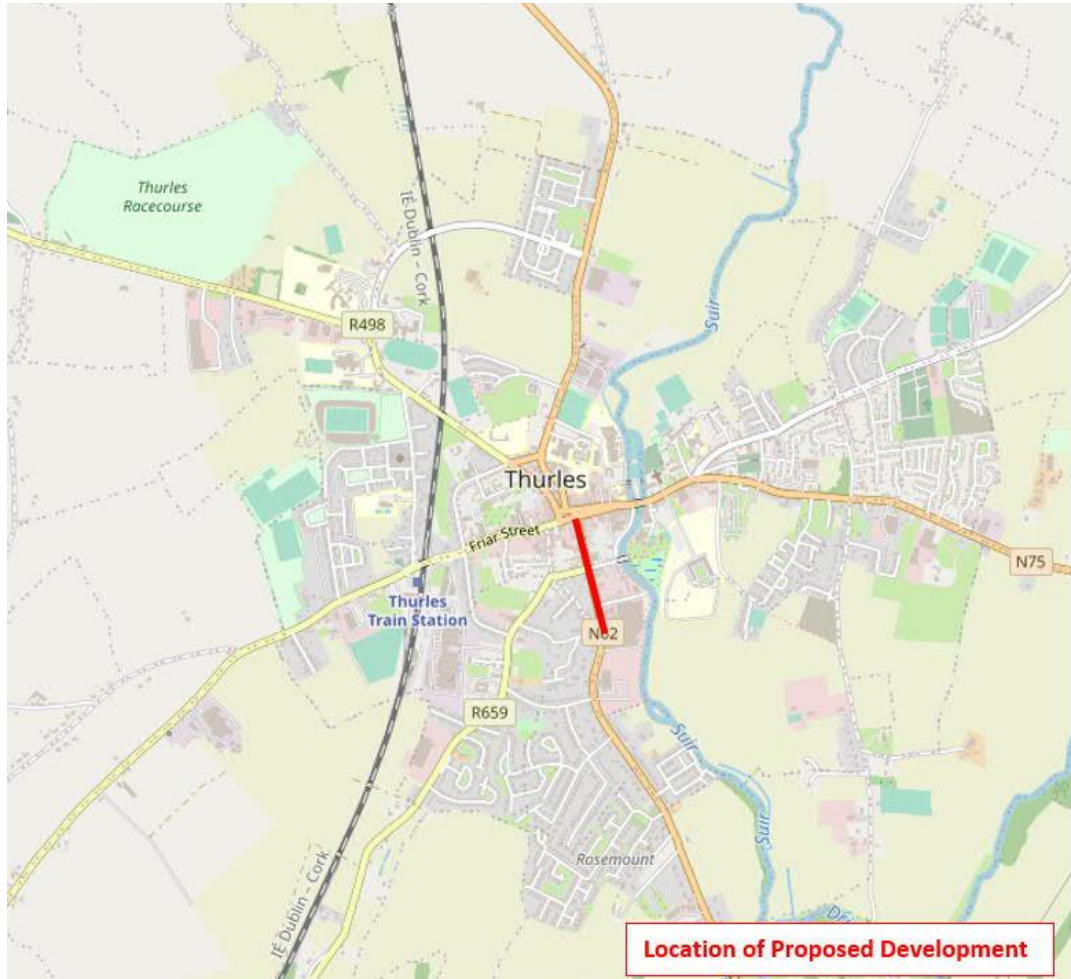 Thurles
Racecourse
IÉ Dublin – Cork
Suir
R498
Thurles
Friar Street
N75
Thurles
Train Station
N62
R659
Suir
Suir
Rosemount
IÉ Dublin – Cork
Location of Proposed Development